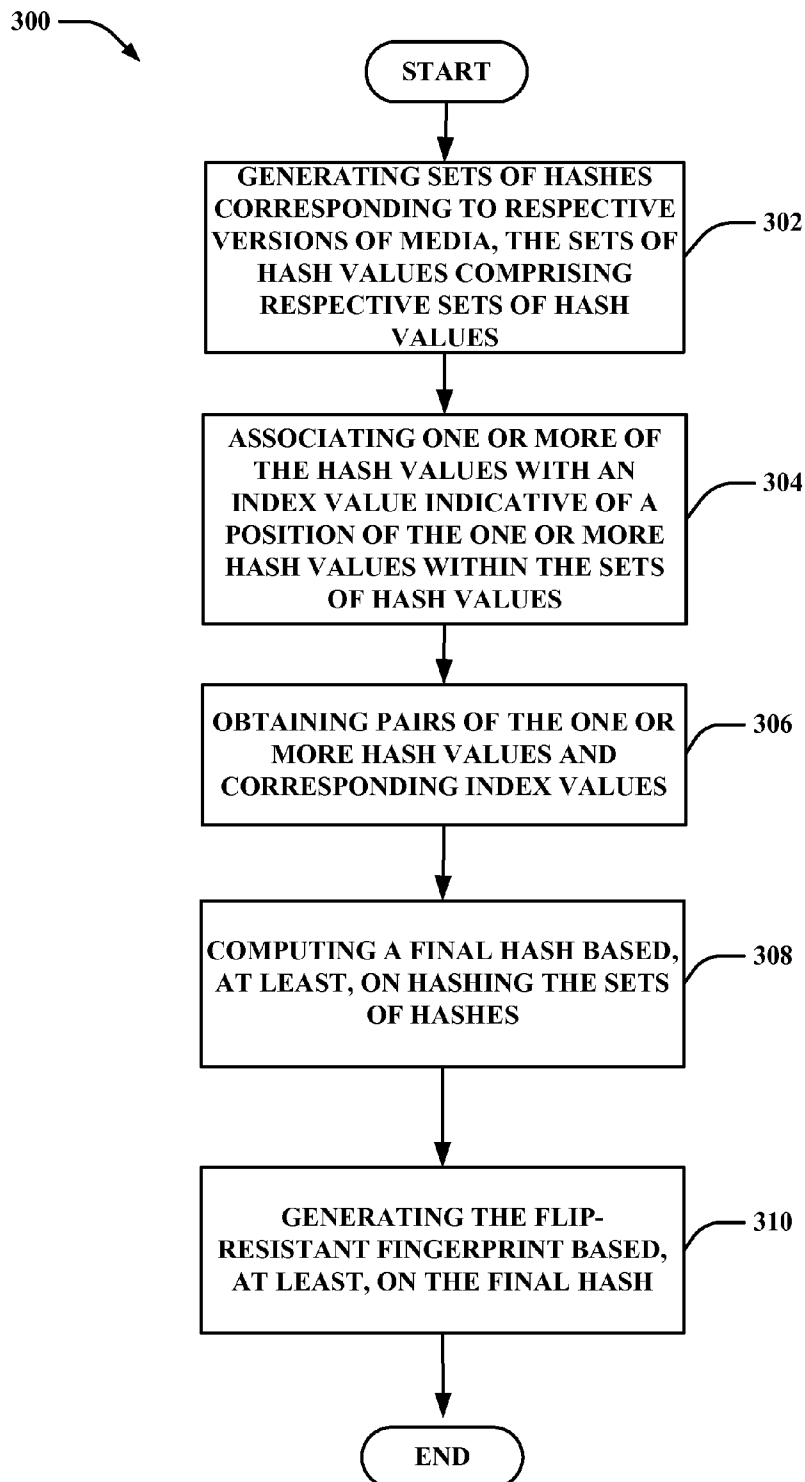 300
START
GENERATING SETS OF HASHES
CORRESPONDING TO RESPECTIVE
VERSIONS OF MEDIA, THE SETS OF
HASH VALUES COMPRISING
RESPECTIVE SETS OF HASH
VALUES
302
ASSOCIATING ONE OR MORE OF
THE HASH VALUES WITH AN
INDEX VALUE INDICATIVE OF A
POSITION OF THE ONE OR MORE
HASH VALUES WITHIN THE SETS
OF HASH VALUES
304
OBTAINING PAIRS OF THE ONE OR
MORE HASH VALUES AND
CORRESPONDING INDEX VALUES
306
COMPUTING A FINAL HASH BASED,
AT LEAST, ON HASHING THE SETS
OF HASHES
308
GENERATING THE FLIP-
RESISTANT FINGERPRINT BASED,
AT LEAST, ON THE FINAL HASH
310
END